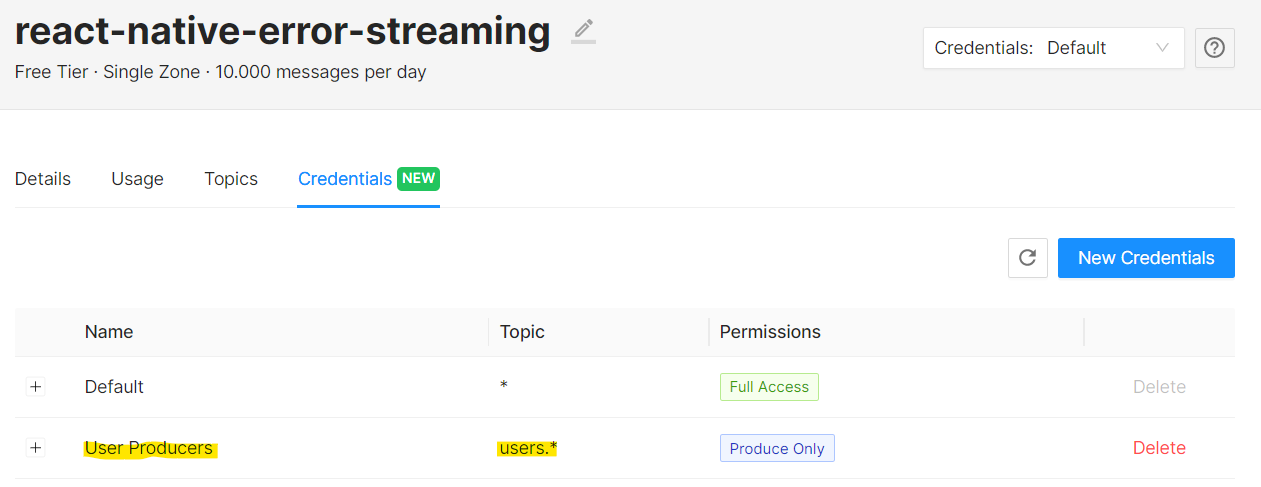 react-native-error-streaming
Free Tier · Single Zone · 10.000 messages per day
Credentials: Default
Details Usage Topics Credentials NEW
New Credentials
Name Topic Permissions
Default * Full Access Delete
User Producers users.* Produce Only Delete